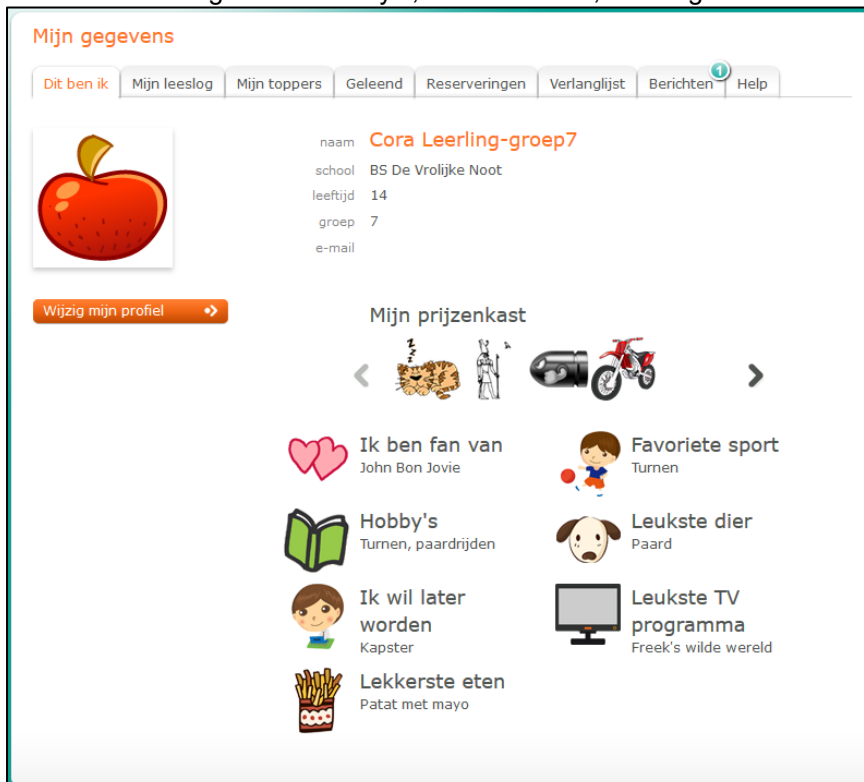 Mijn gegevens
Dit ben ik Mijn leeslog Mijn toppers Geleend Reserveringen Verlanglijst Berichten 1 Help
naam Cora Leerling-groep7
school BS De Vrolijke Noot
leeftijd 14
groep 7
e-mail
Wijzig mijn profiel
Mijn prijzenkast
z z z
Ik ben fan van
John Bon Jovie
Favoriete sport
Turnen
Hobby's
Turnen, paardrijden
Leukste dier
Paard
Ik wil later
worden
Kapster
Leukste TV
programma
Freek's wilde wereld
Lekkerste eten
Patat met mayo